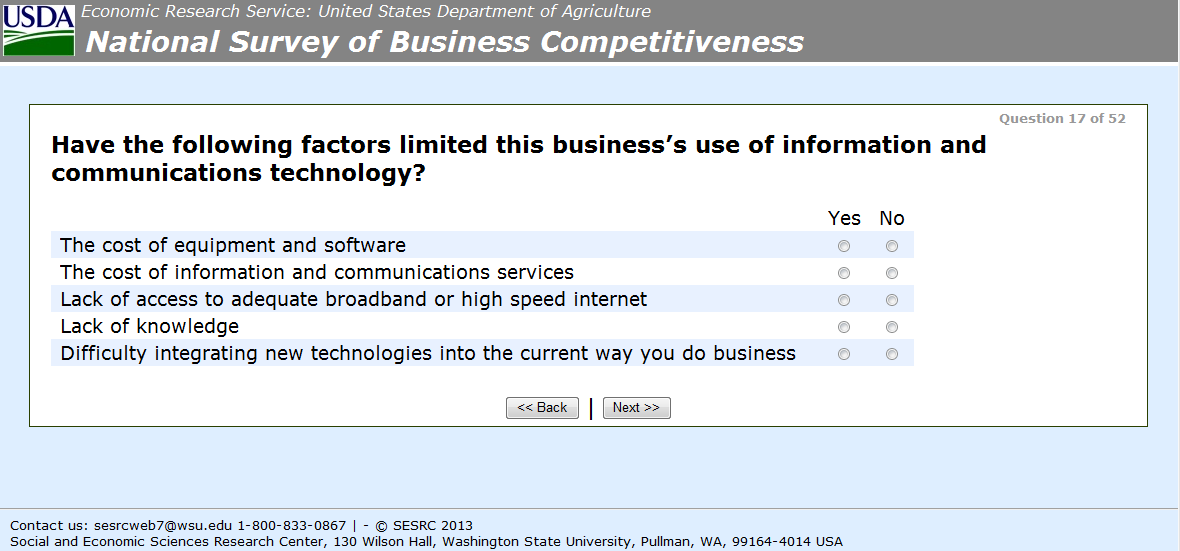 USDA
Economic Research Service: United States Department of Agriculture
National Survey of Business Competitiveness
Question 17 of 52
Have the following factors limited this business’s use of information and
communications technology?
Yes No
The cost of equipment and software
The cost of information and communications services
Lack of access to adequate broadband or high speed internet
Lack of knowledge
Difficulty integrating new technologies into the current way you do business
<< Back | Next >>
Contact us: sesrcweb7@wsu.edu 1-800-833-0867 | - © SESRC 2013
Social and Economic Sciences Research Center, 130 Wilson Hall, Washington State University, Pullman, WA, 99164-4014 USA